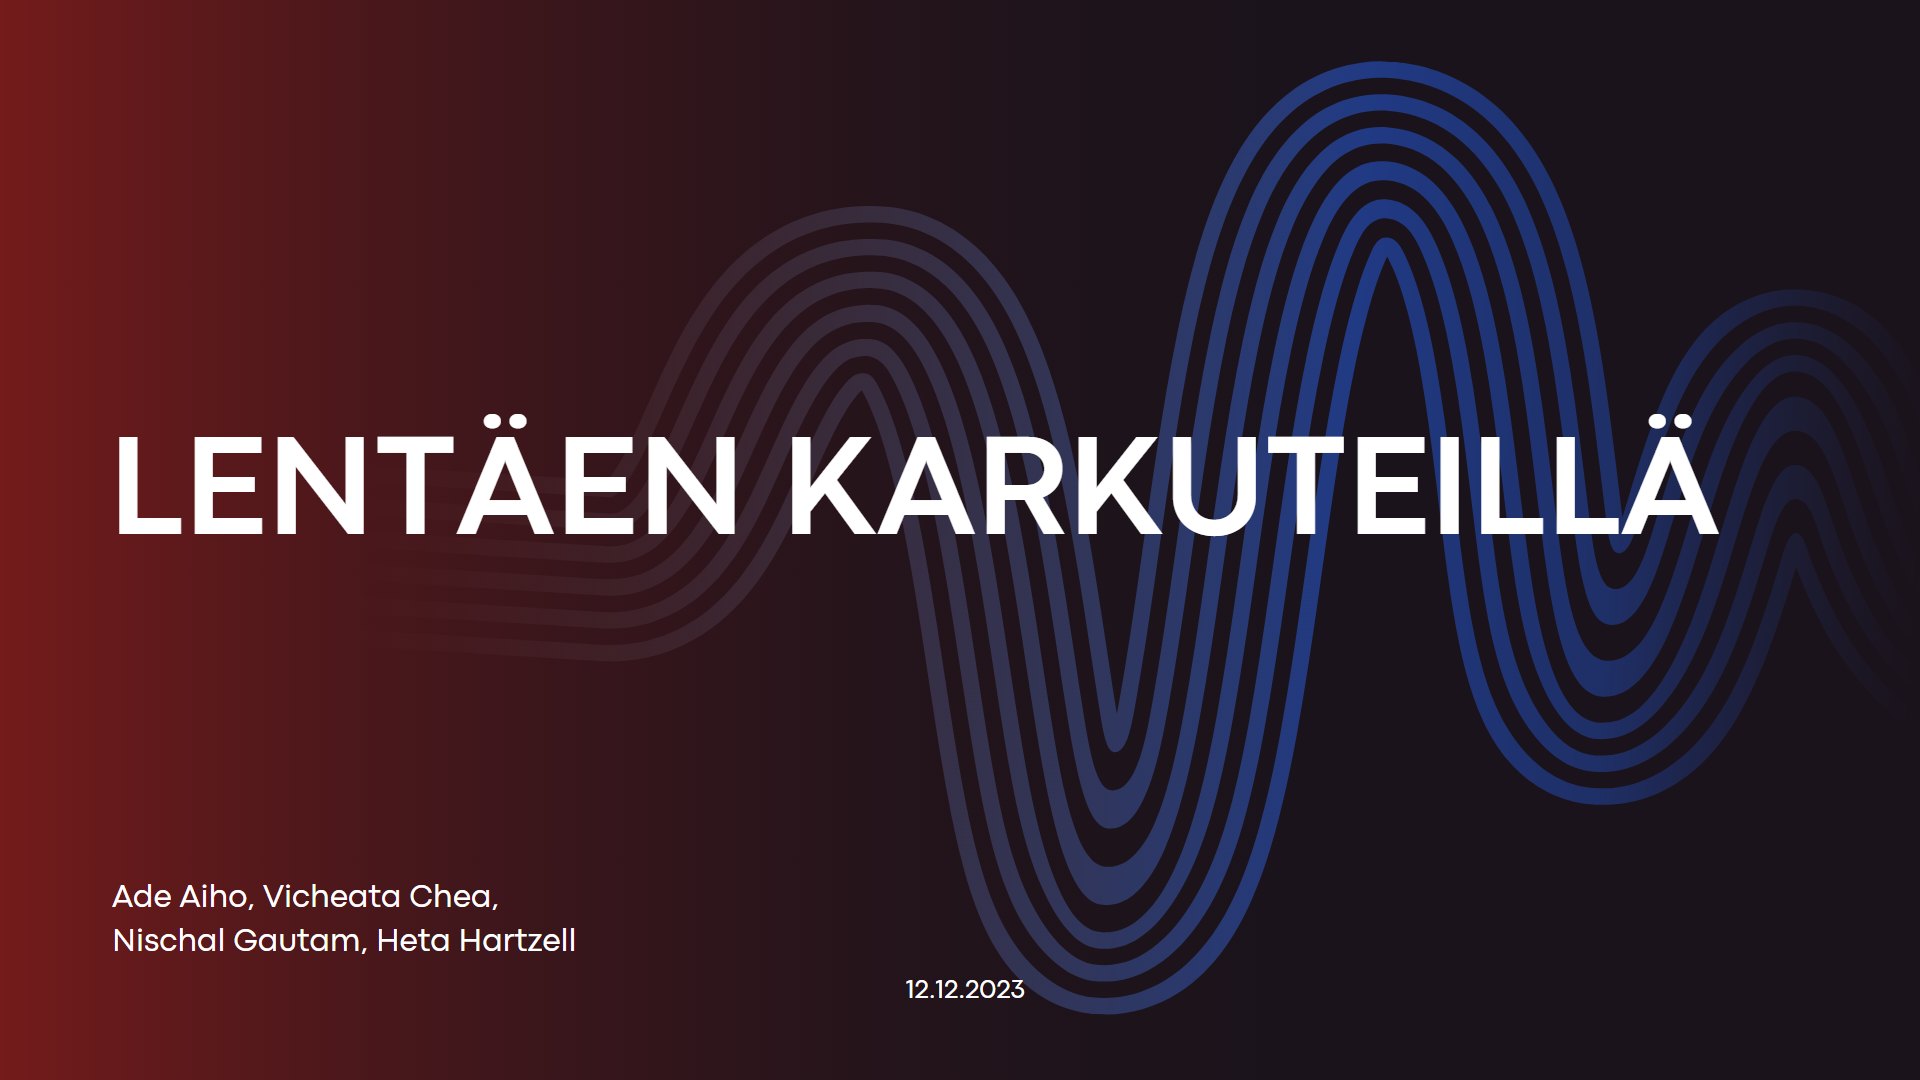 LENTÄEN KARKUTEILLÄ
Ade Aiho, Vicheata Chea,
Nischal Gautam, Heta Hartzell
12.12.2023